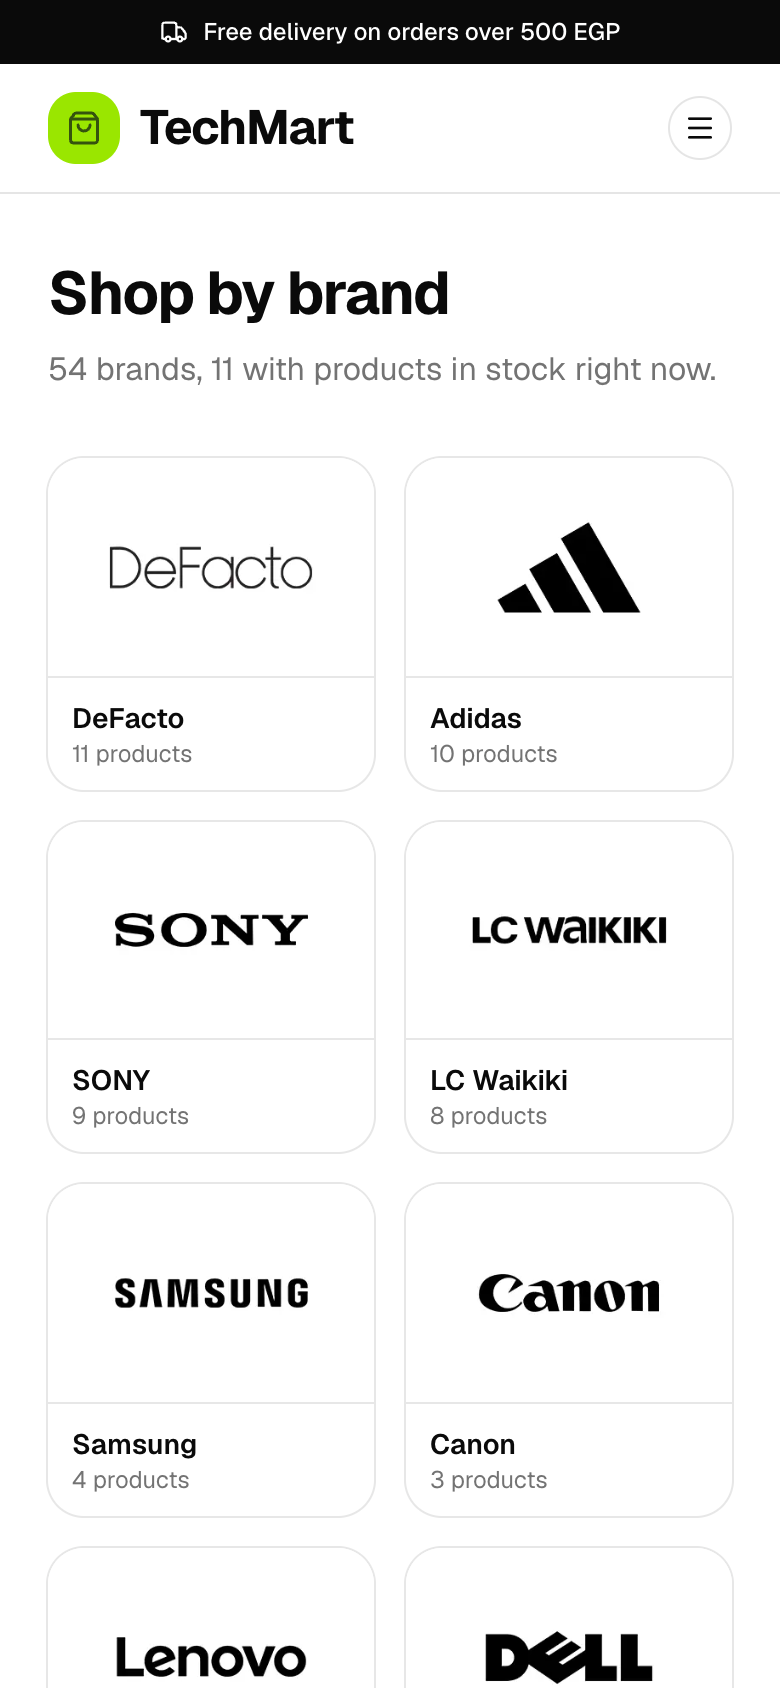 Free delivery on orders over 500 EGP
TechMart
Shop by brand
54 brands, 11 with products in stock right now.
DeFacto
DeFacto
11 products
Adidas
10 products
SONY
SONY
9 products
LC WAIKIKI
LC Waikiki
8 products
SAMSUNG
Samsung
4 products
Canon
Canon
3 products
Lenovo
DELL